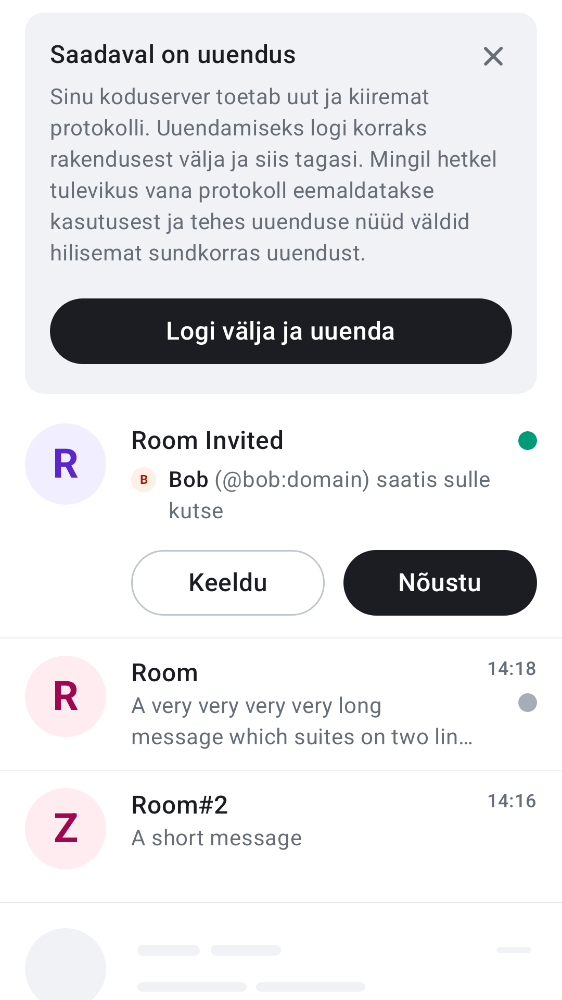 Saadaval on uuendus
Sinu koduserver toetab uut ja kiiremat
protokolli. Uuendamiseks logi korraks
rakendusest välja ja siis tagasi. Mingil hetkel
tulevikus vana protokoll eemaldatakse
kasutusest ja tehes uuenduse nüüd väldid
hilisemat sundkorras uuendust.
Logi välja ja uuenda
R
Room Invited
B
Bob (@bob:domain) saatis sulle
kutse
Keeldu
Nõustu
R
Room
14:18
A very very very very long
message which suites on two lin…
Z
Room#2
14:16
A short message